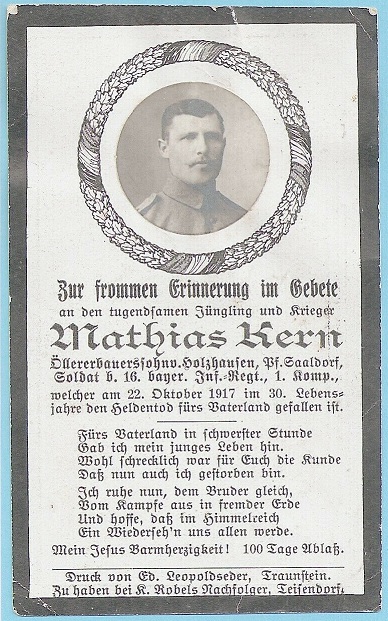 Zur frommen Erinnerung im Gebete
an den tugendsamen Jüngling und Krieger
Mathias Kern
Öllererbauerssohn v. Holzhausen, Pf. Saaldorf,
Soldat b. 16. bayer. Inf.-Regt., 1. Komp.,
welcher am 22. Oktober 1917 im 30. Lebens-
jahre den Heldentod fürs Vaterland gefallen ist.
Fürs Vaterland in schwerster Stunde
Gab ich mein junges Leben hin.
Wohl schrecklich war für Euch die Kunde
Daß nun auch ich gestorben bin.
Ich ruhe nun, dem Bruder gleich,
Vom Kampfe aus in fremder Erde
Und hoffe, daß im Himmelreich
Ein Wiederseh'n uns allen werde.
Mein Jesus Barmherzigkeit! 100 Tage Ablaß.
Druck von Ed. Leopoldseder, Traunstein.
Zu haben bei K. Robels Nachfolger, Teisendorf.